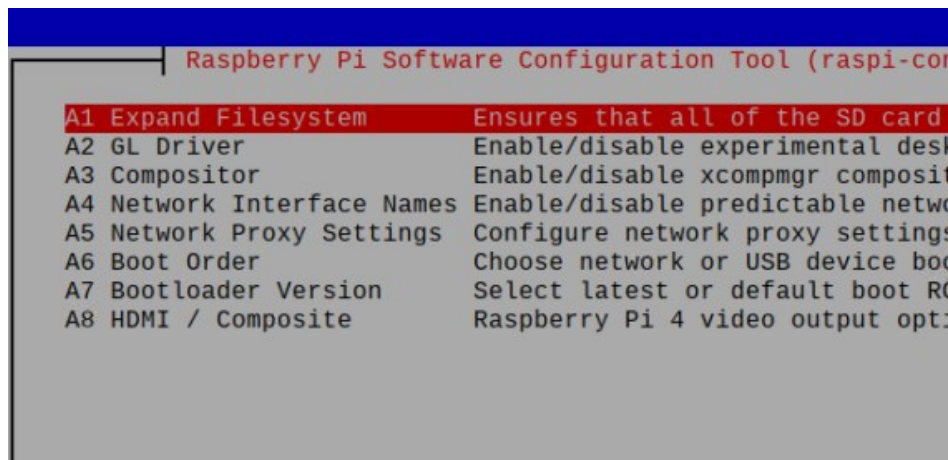 Raspberry Pi Software Configuration Tool (raspi-con
A1 Expand Filesystem Ensures that all of the SD card
A2 GL Driver Enable/disable experimental desk
A3 Compositor Enable/disable xcompmgr composit
A4 Network Interface Names Enable/disable predictable netwo
A5 Network Proxy Settings Configure network proxy settings
A6 Boot Order Choose network or USB device boo
A7 Bootloader Version Select latest or default boot RO
A8 HDMI / Composite Raspberry Pi 4 video output opti